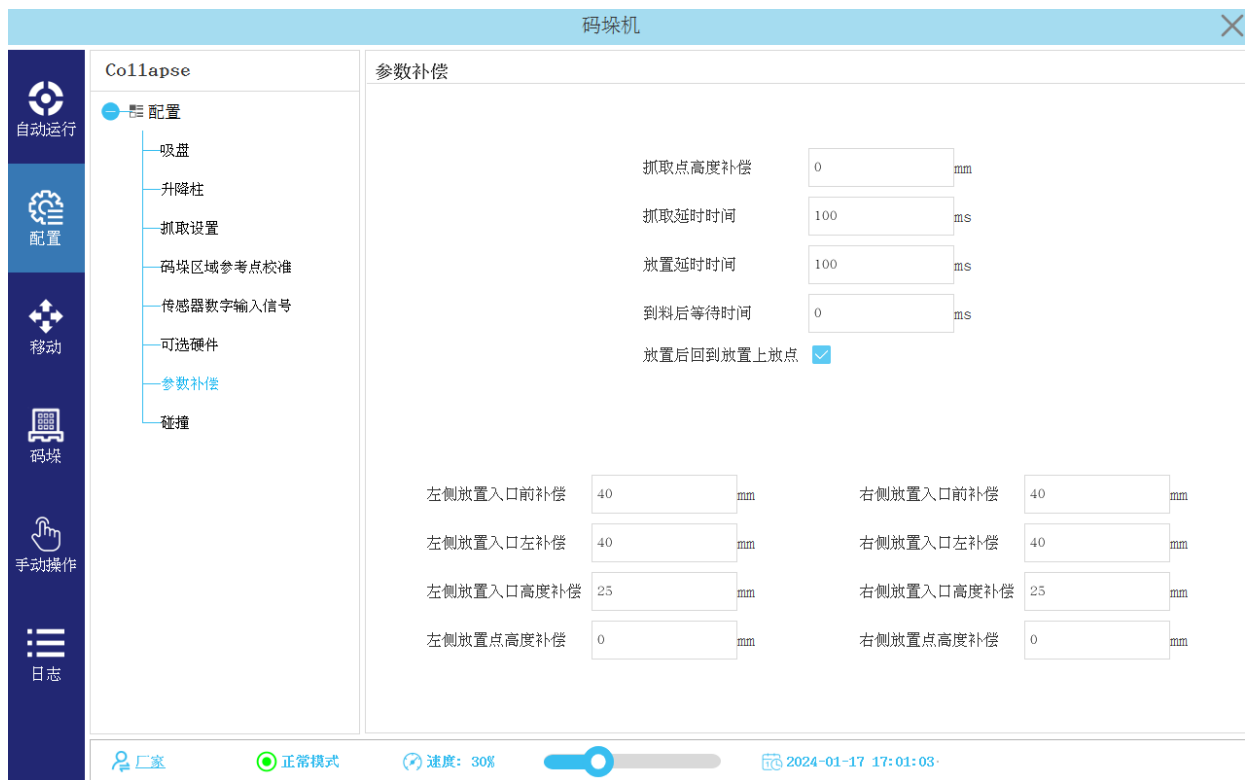 码垛机
自动运行
配置
移动
码垛
手动操作
日志
Collapse
配置
吸盘
升降柱
抓取设置
码垛区域参考点校准
传感器数字输入信号
可选硬件
参数补偿
碰撞
参数补偿
抓取点高度补偿 0 mm
抓取延时时间 100 ms
放置延时时间 100 ms
到料后等待时间 0 ms
放置后回到放置上放点
左侧放置入口前补偿 40 mm 右侧放置入口前补偿 40 mm
左侧放置入口左补偿 40 mm 右侧放置入口左补偿 40 mm
左侧放置入口高度补偿 25 mm 右侧放置入口高度补偿 25 mm
左侧放置点高度补偿 0 mm 右侧放置点高度补偿 0 mm
厂家 正常模式 速度: 30% 2024-01-17 17:01:03